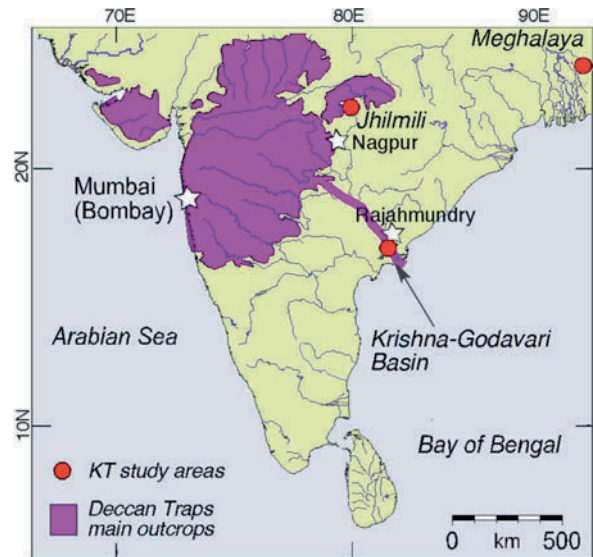 70E
80E
90E
Meghalaya
Jhilmili
Nagpur
20N
Mumbai
(Bombay)
Rajahmundry
Arabian Sea
Krishna-Godavari
Basin
10N
Bay of Bengal
KT study areas
Deccan Traps
main outcrops
0 km 500